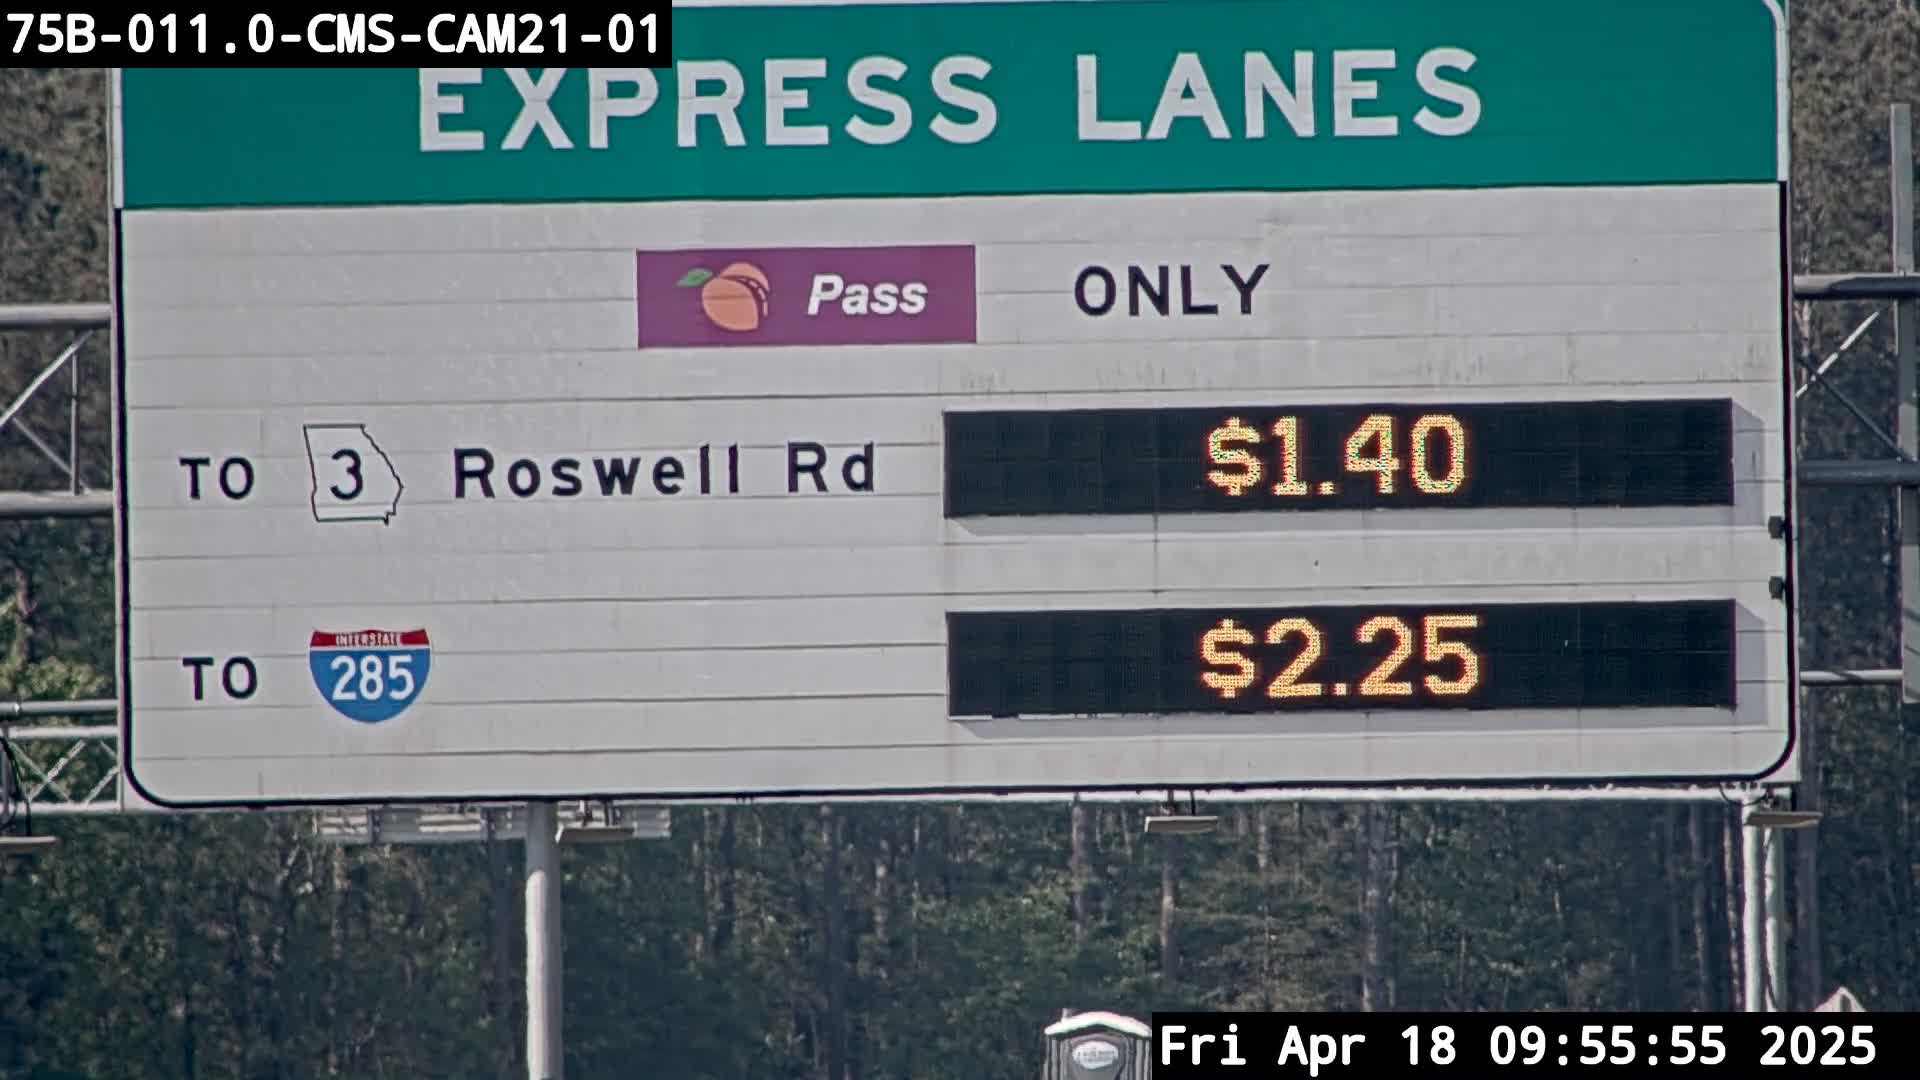 75B-011.0-CMS-CAM21-01
EXPRESS LANES
Pass ONLY
TO 3 Roswell Rd $1.40
TO INTERSTATE 285 $2.25
Fri Apr 18 09:55:55 2025